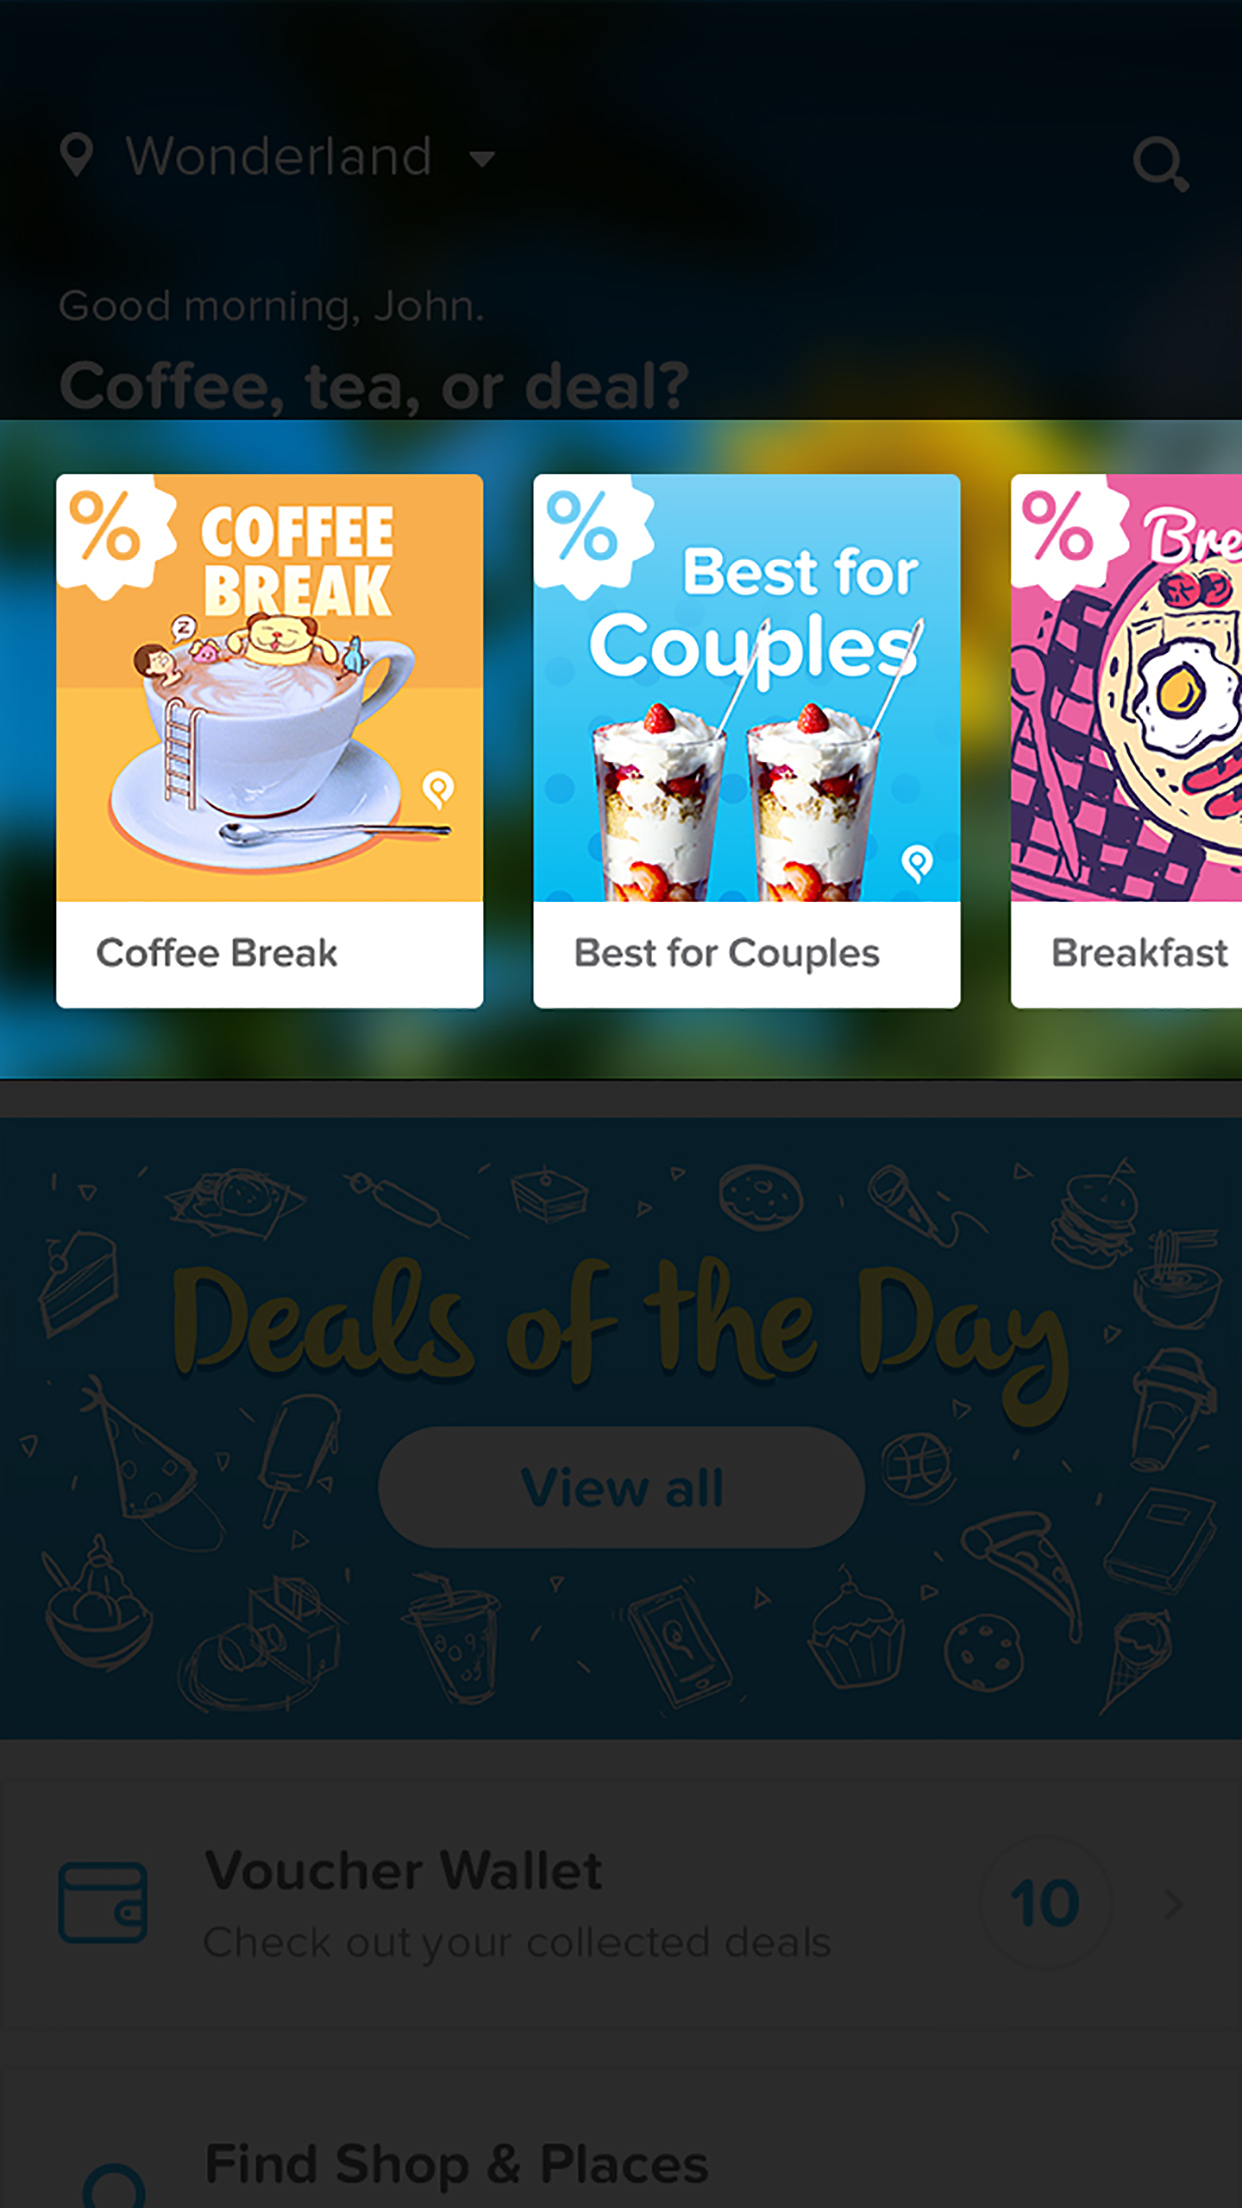 Wonderland
Good morning, John.
Coffee, tea, or deal?
%
COFFEE
BREAK
Z
Coffee Break
%
Best for
Couples
Best for Couples
%
Bre
Breakfast
Deals of the Day
View all
Voucher Wallet
Check out your collected deals
10
Find Shop & Places